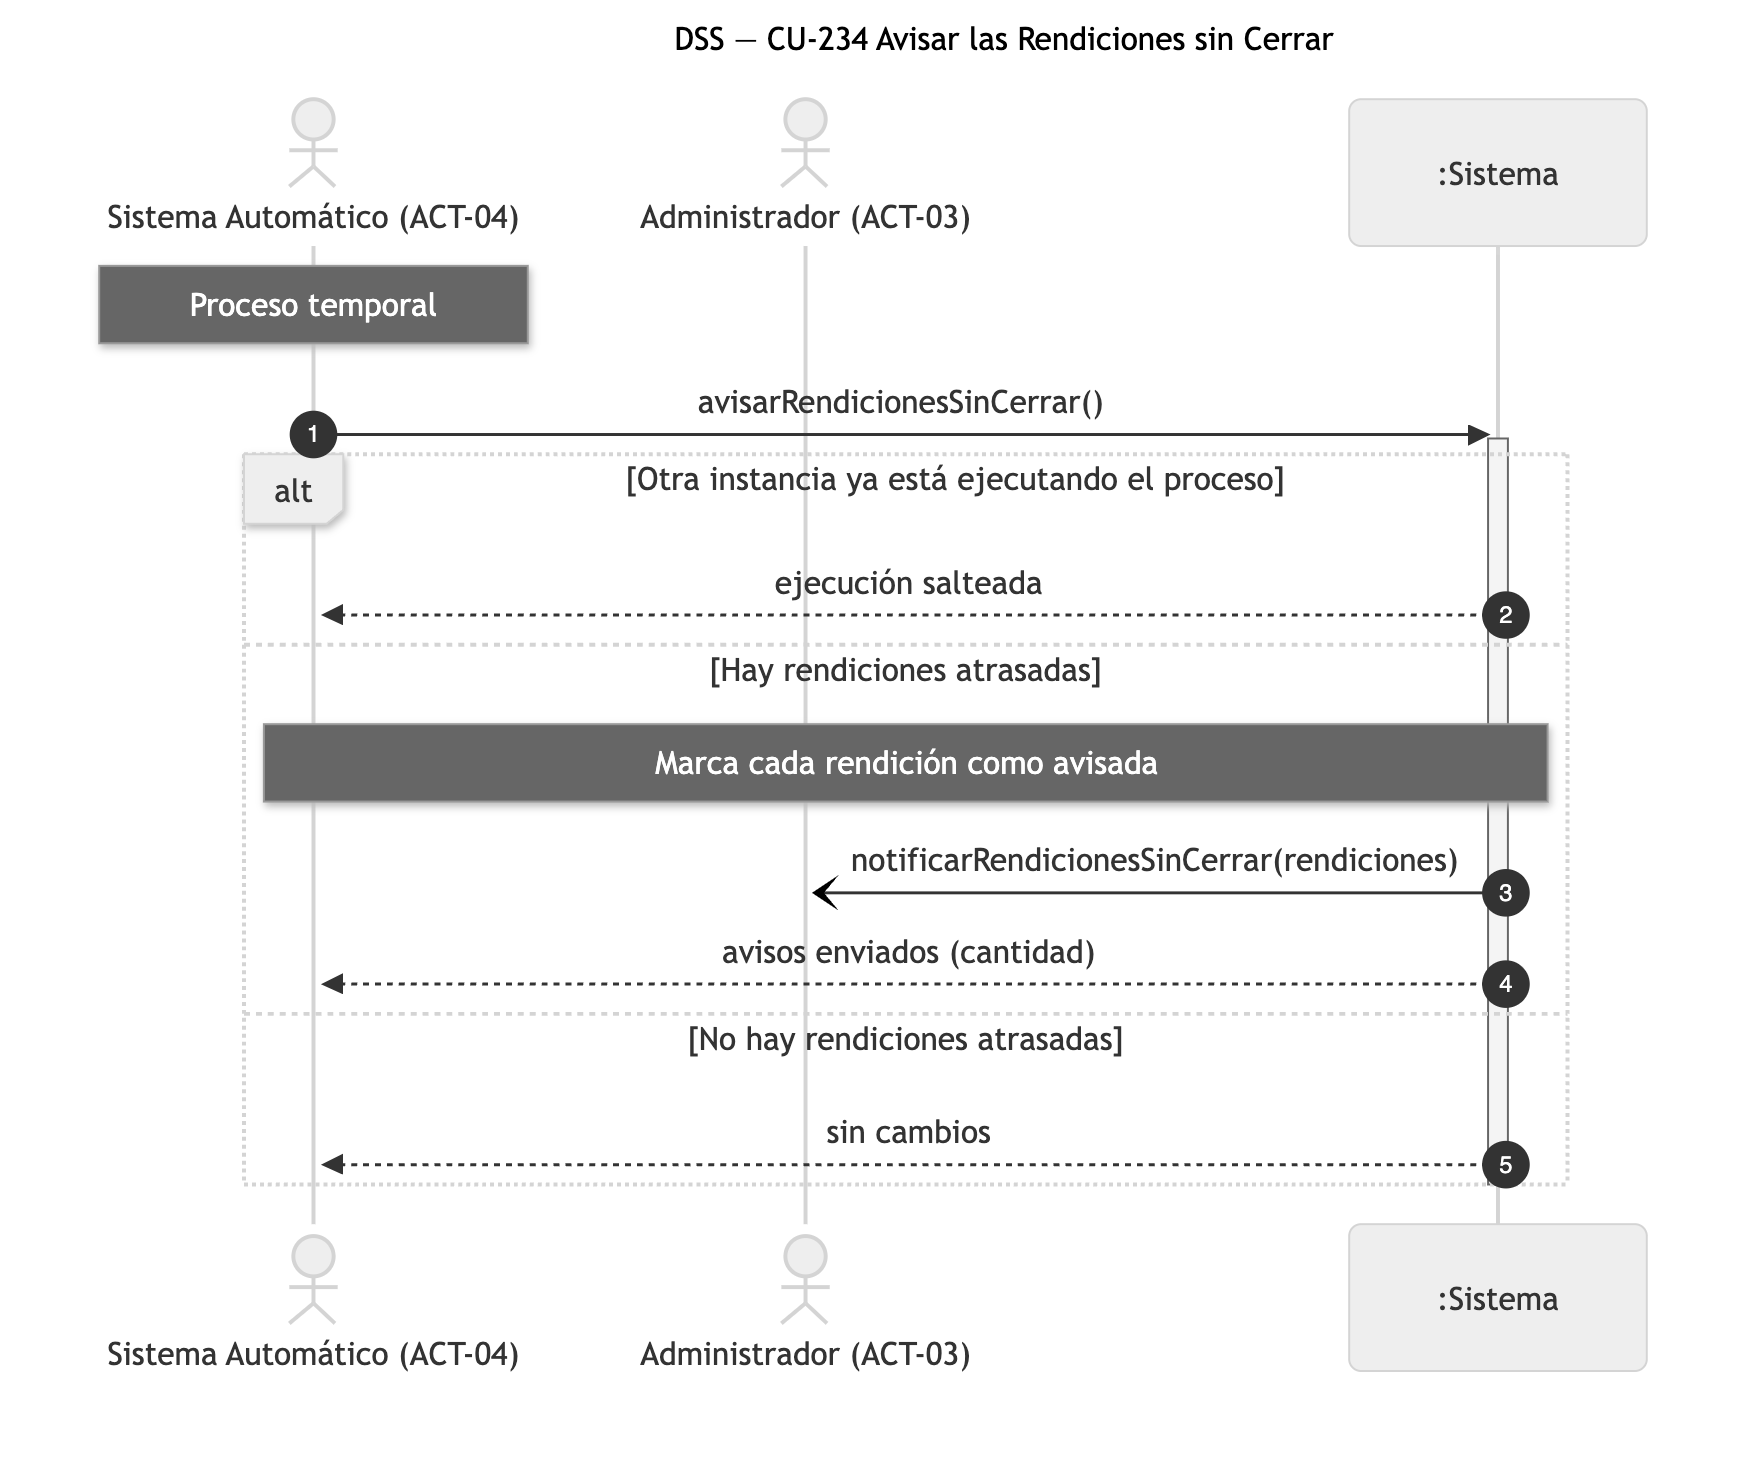 DSS — CU-234 Avisar las Rendiciones sin Cerrar
Sistema Automático (ACT-04)
Administrador (ACT-03)
:Sistema
Proceso temporal
avisarRendicionesSinCerrar()
1
alt
[Otra instancia ya está ejecutando el proceso]
ejecución salteada
2
[Hay rendiciones atrasadas]
Marca cada rendición como avisada
notificarRendicionesSinCerrar(rendiciones)
3
avisos enviados (cantidad)
4
[No hay rendiciones atrasadas]
sin cambios
5
Sistema Automático (ACT-04)
Administrador (ACT-03)
:Sistema